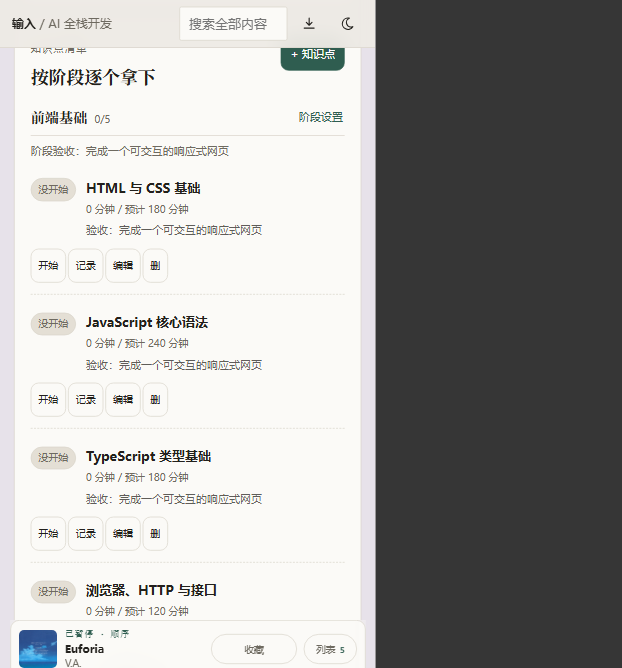 输入 / AI 全栈开发
搜索全部内容
知识点清单
+ 知识点
按阶段逐个拿下
前端基础 0/5
阶段设置
阶段验收：完成一个可交互的响应式网页
没开始
HTML 与 CSS 基础
0 分钟 / 预计 180 分钟
验收：完成一个可交互的响应式网页
开始 记录 编辑 删
没开始
JavaScript 核心语法
0 分钟 / 预计 240 分钟
验收：完成一个可交互的响应式网页
开始 记录 编辑 删
没开始
TypeScript 类型基础
0 分钟 / 预计 180 分钟
验收：完成一个可交互的响应式网页
开始 记录 编辑 删
没开始
浏览器、HTTP 与接口
0 分钟 / 预计 120 分钟
已暂停 · 顺序
Euforia
V.A.
收藏
列表 5